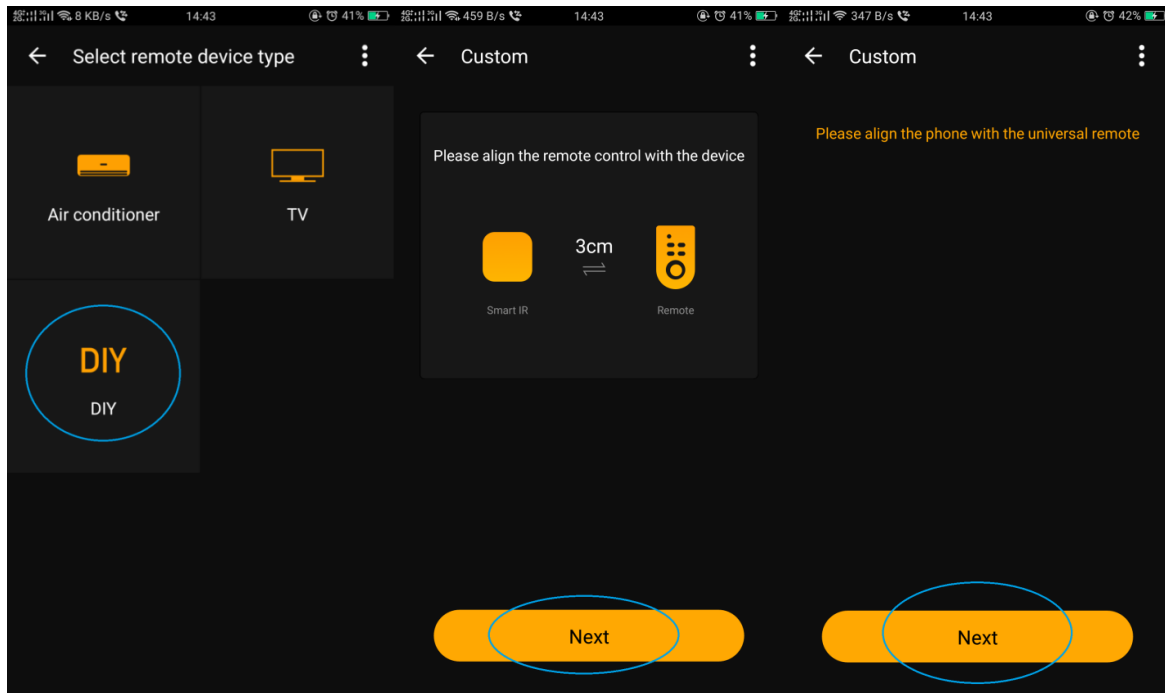 8 KB/s 14:43 41%
Select remote device type
Air conditioner
TV
DIY
DIY
459 B/s 14:43 41%
Custom
Please align the remote control with the device
3cm
Smart IR
Remote
Next
347 B/s 14:43 42%
Custom
Please align the phone with the universal remote
Next